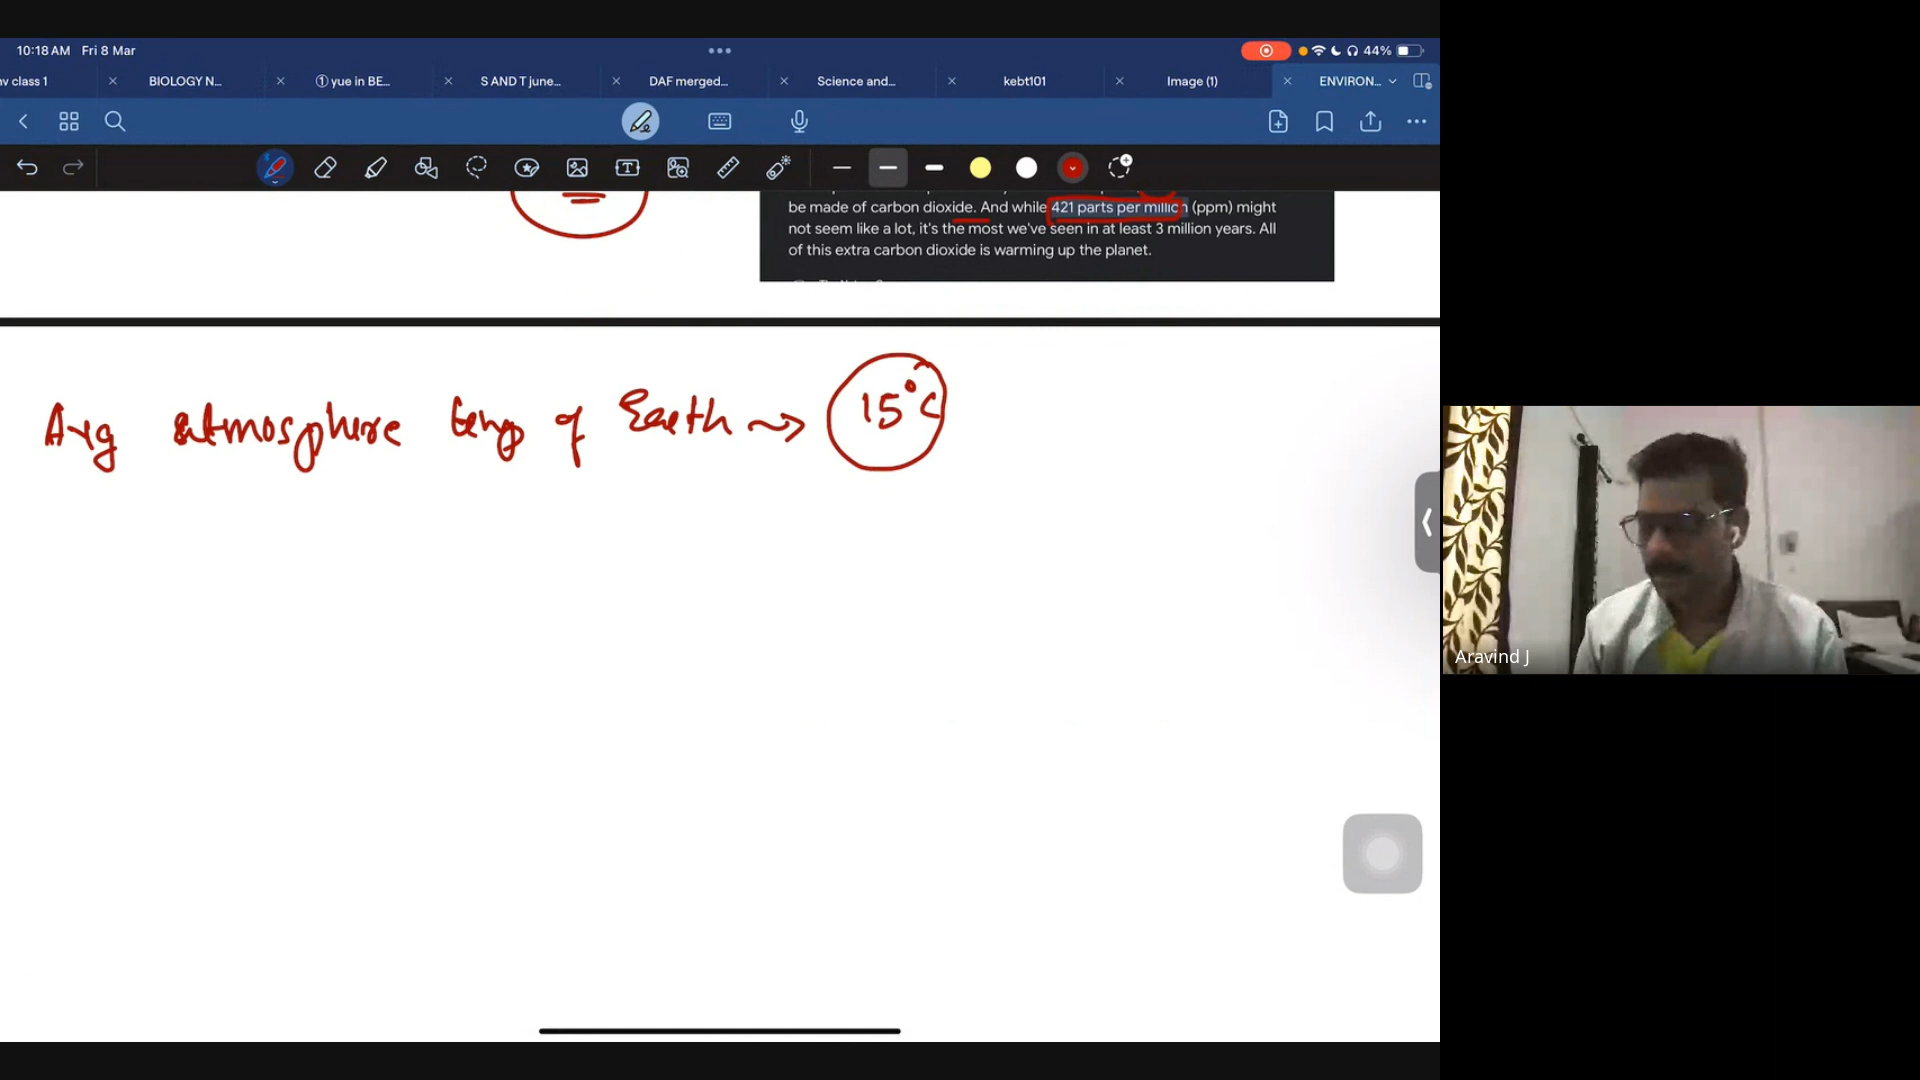 10:18 AM Fri 8 Mar
44%
nv class 1
BIOLOGY N...
① yue in BE...
S AND T june...
DAF merged...
Science and...
kebt101
Image (1)
ENVIRON...
be made of carbon dioxide. And while 421 parts per million (ppm) might
not seem like a lot, it's the most we've seen in at least 3 million years. All
of this extra carbon dioxide is warming up the planet.
Avg atmosphere temp of Earth → 15°C
Aravind J